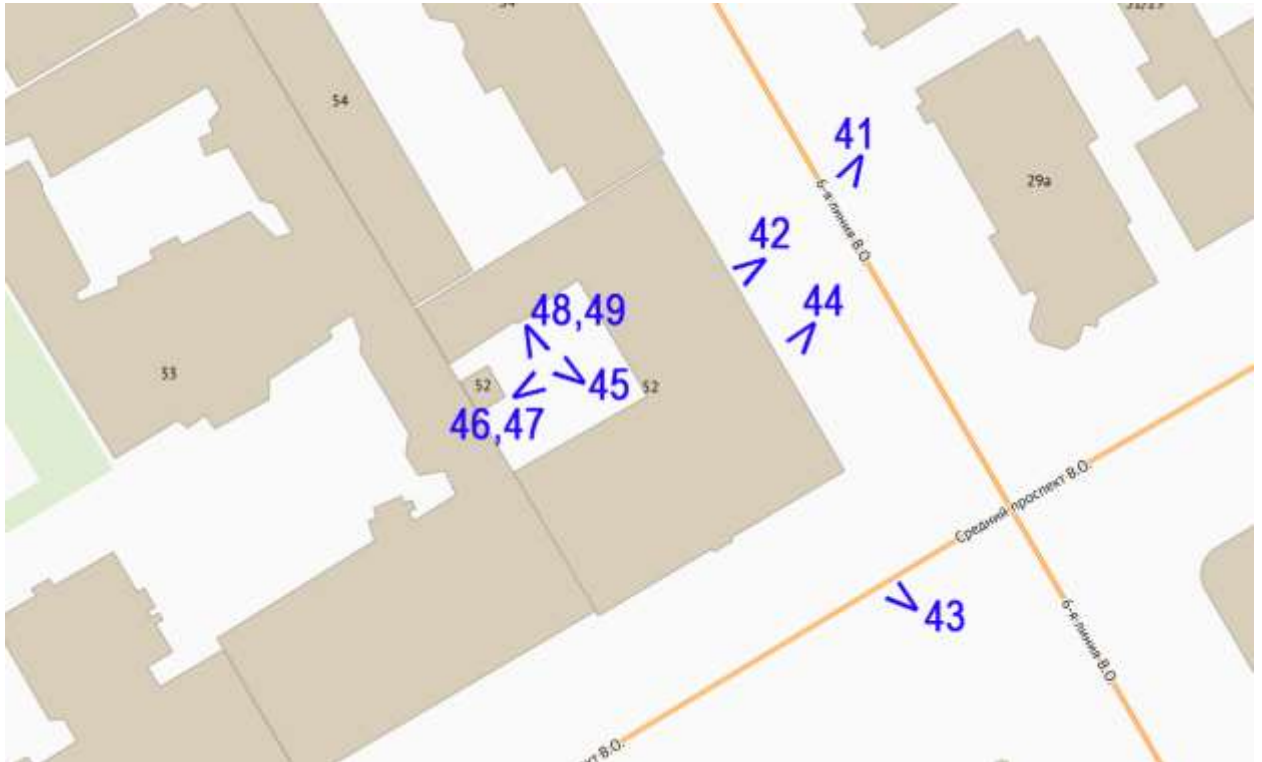 54
41
6-я линия В.О.
29а
42
44
48,49
45
52
52
33
46,47
Средний проспект В.О.
43
6-я линия В.О.
кт В.О.